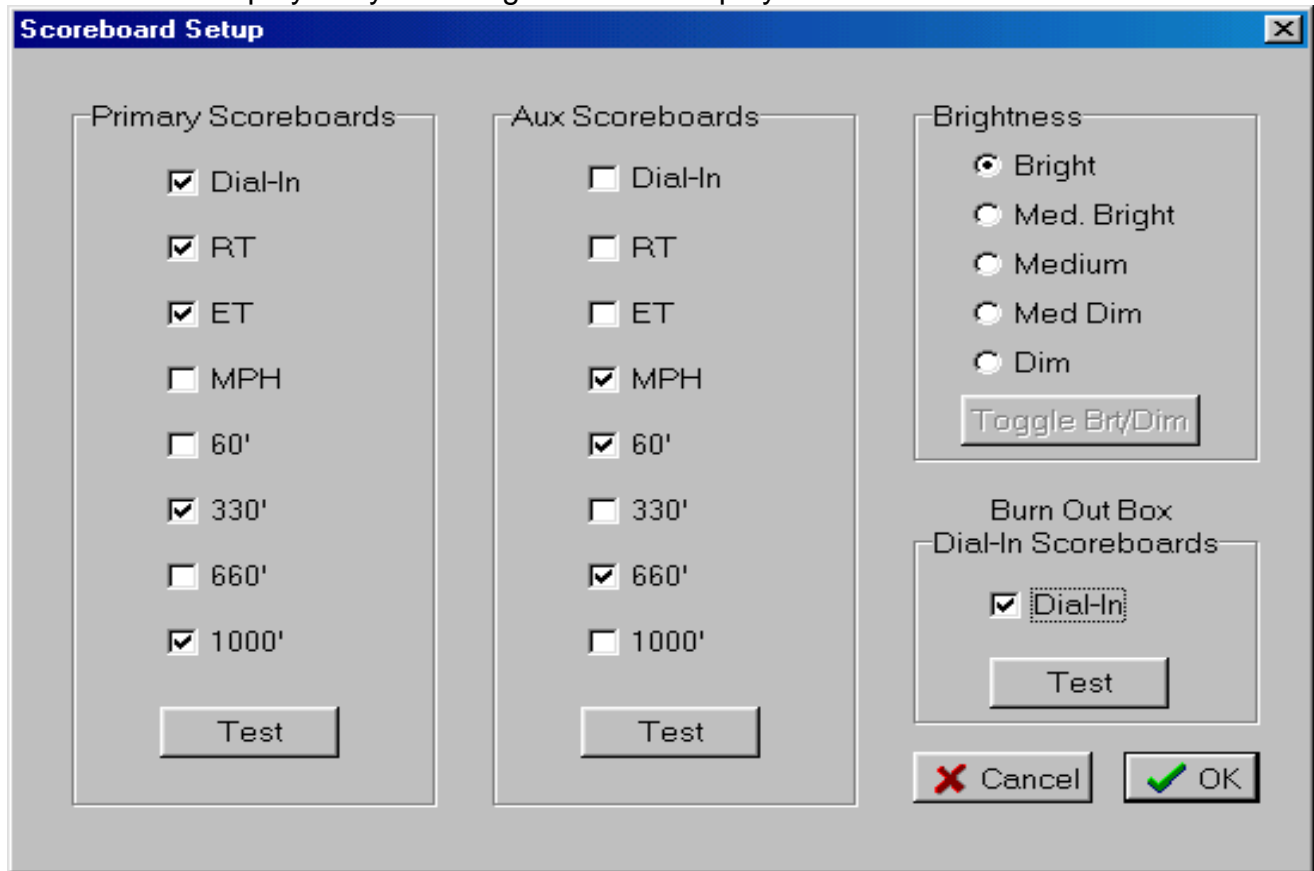 Scoreboard Setup
Primary Scoreboards
Dial-In
RT
ET
MPH
60'
330'
660'
1000'
Test
Aux Scoreboards
Dial-In
RT
ET
MPH
60'
330'
660'
1000'
Test
Brightness
Bright
Med. Bright
Medium
Med Dim
Dim
Toggle Brt/Dim
Burn Out Box
Dial-In Scoreboards
Dial-In
Test
Cancel
OK